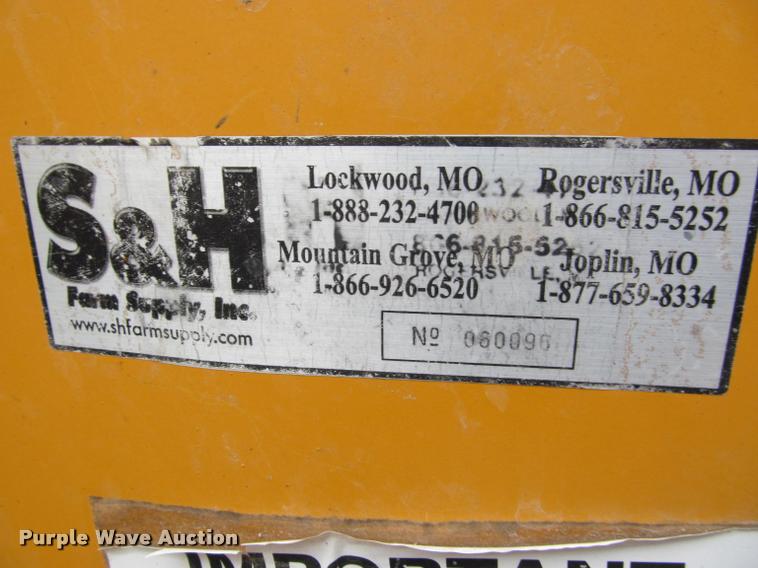 S&H
Farm Supply, Inc.
www.shfarmsupply.com
Lockwood, MO
1-888-232-4700
Rogersville, MO
1-866-815-5252
Mountain Grove, MO
1-866-926-6520
Joplin, MO
1-877-659-8334
Nº 060096
IMPORTANT
Purple Wave Auction